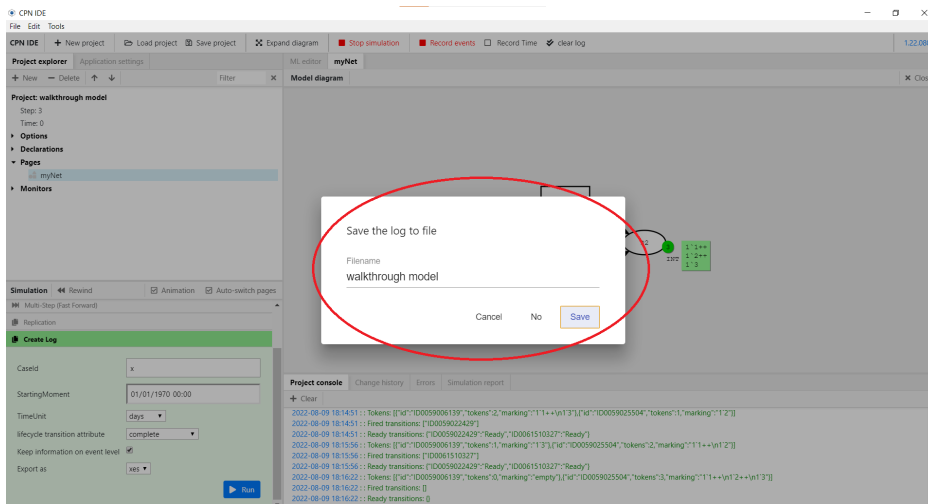 CPN IDE
File Edit Tools
CPN IDE + New project Load project Save project Expand diagram Stop simulation Record events Record Time clear log 1.22.08
Project explorer Application settings
+ New − Delete ↑ ↓ Filter ×
ML editor myNet
Model diagram × Clos
Project: walkthrough model
Step: 3
Time: 0
Options
Declarations
Pages
myNet
Monitors
Save the log to file
Filename
walkthrough model
Cancel No Save
INT
1`1++
1`2++
1`3
Simulation Rewind Animation Auto-switch pages
Multi-Step (Fast Forward)
Replication
Create Log
CaseId x
StartingMoment 01/01/1970 00:00
TimeUnit days
lifecycle transition attribute complete
Keep information on event level
Export as xes
Run
Project console Change history Errors Simulation report
+ Clear
2022-08-09 18:14:51 : : Tokens: [{"id":"ID0059006139","tokens":2,"marking":"1`1++\n1`3"},{"id":"ID0059025504","tokens":1,"marking":"1`2"}]
2022-08-09 18:14:51 : : Fired transitions: ["ID0059022429"]
2022-08-09 18:14:51 : : Ready transitions: {"ID0059022429":"Ready","ID0061510327":"Ready"}
2022-08-09 18:15:56 : : Tokens: [{"id":"ID0059006139","tokens":1,"marking":"1`3"},{"id":"ID0059025504","tokens":2,"marking":"1`1++\n1`2"}]
2022-08-09 18:15:56 : : Fired transitions: ["ID0061510327"]
2022-08-09 18:15:56 : : Ready transitions: {"ID0059022429":"Ready","ID0061510327":"Ready"}
2022-08-09 18:16:22 : : Tokens: [{"id":"ID0059006139","tokens":0,"marking":"empty"},{"id":"ID0059025504","tokens":3,"marking":"1`1++\n1`2++\n1`3"}]
2022-08-09 18:16:22 : : Fired transitions: []
2022-08-09 18:16:22 : : Ready transitions: {}